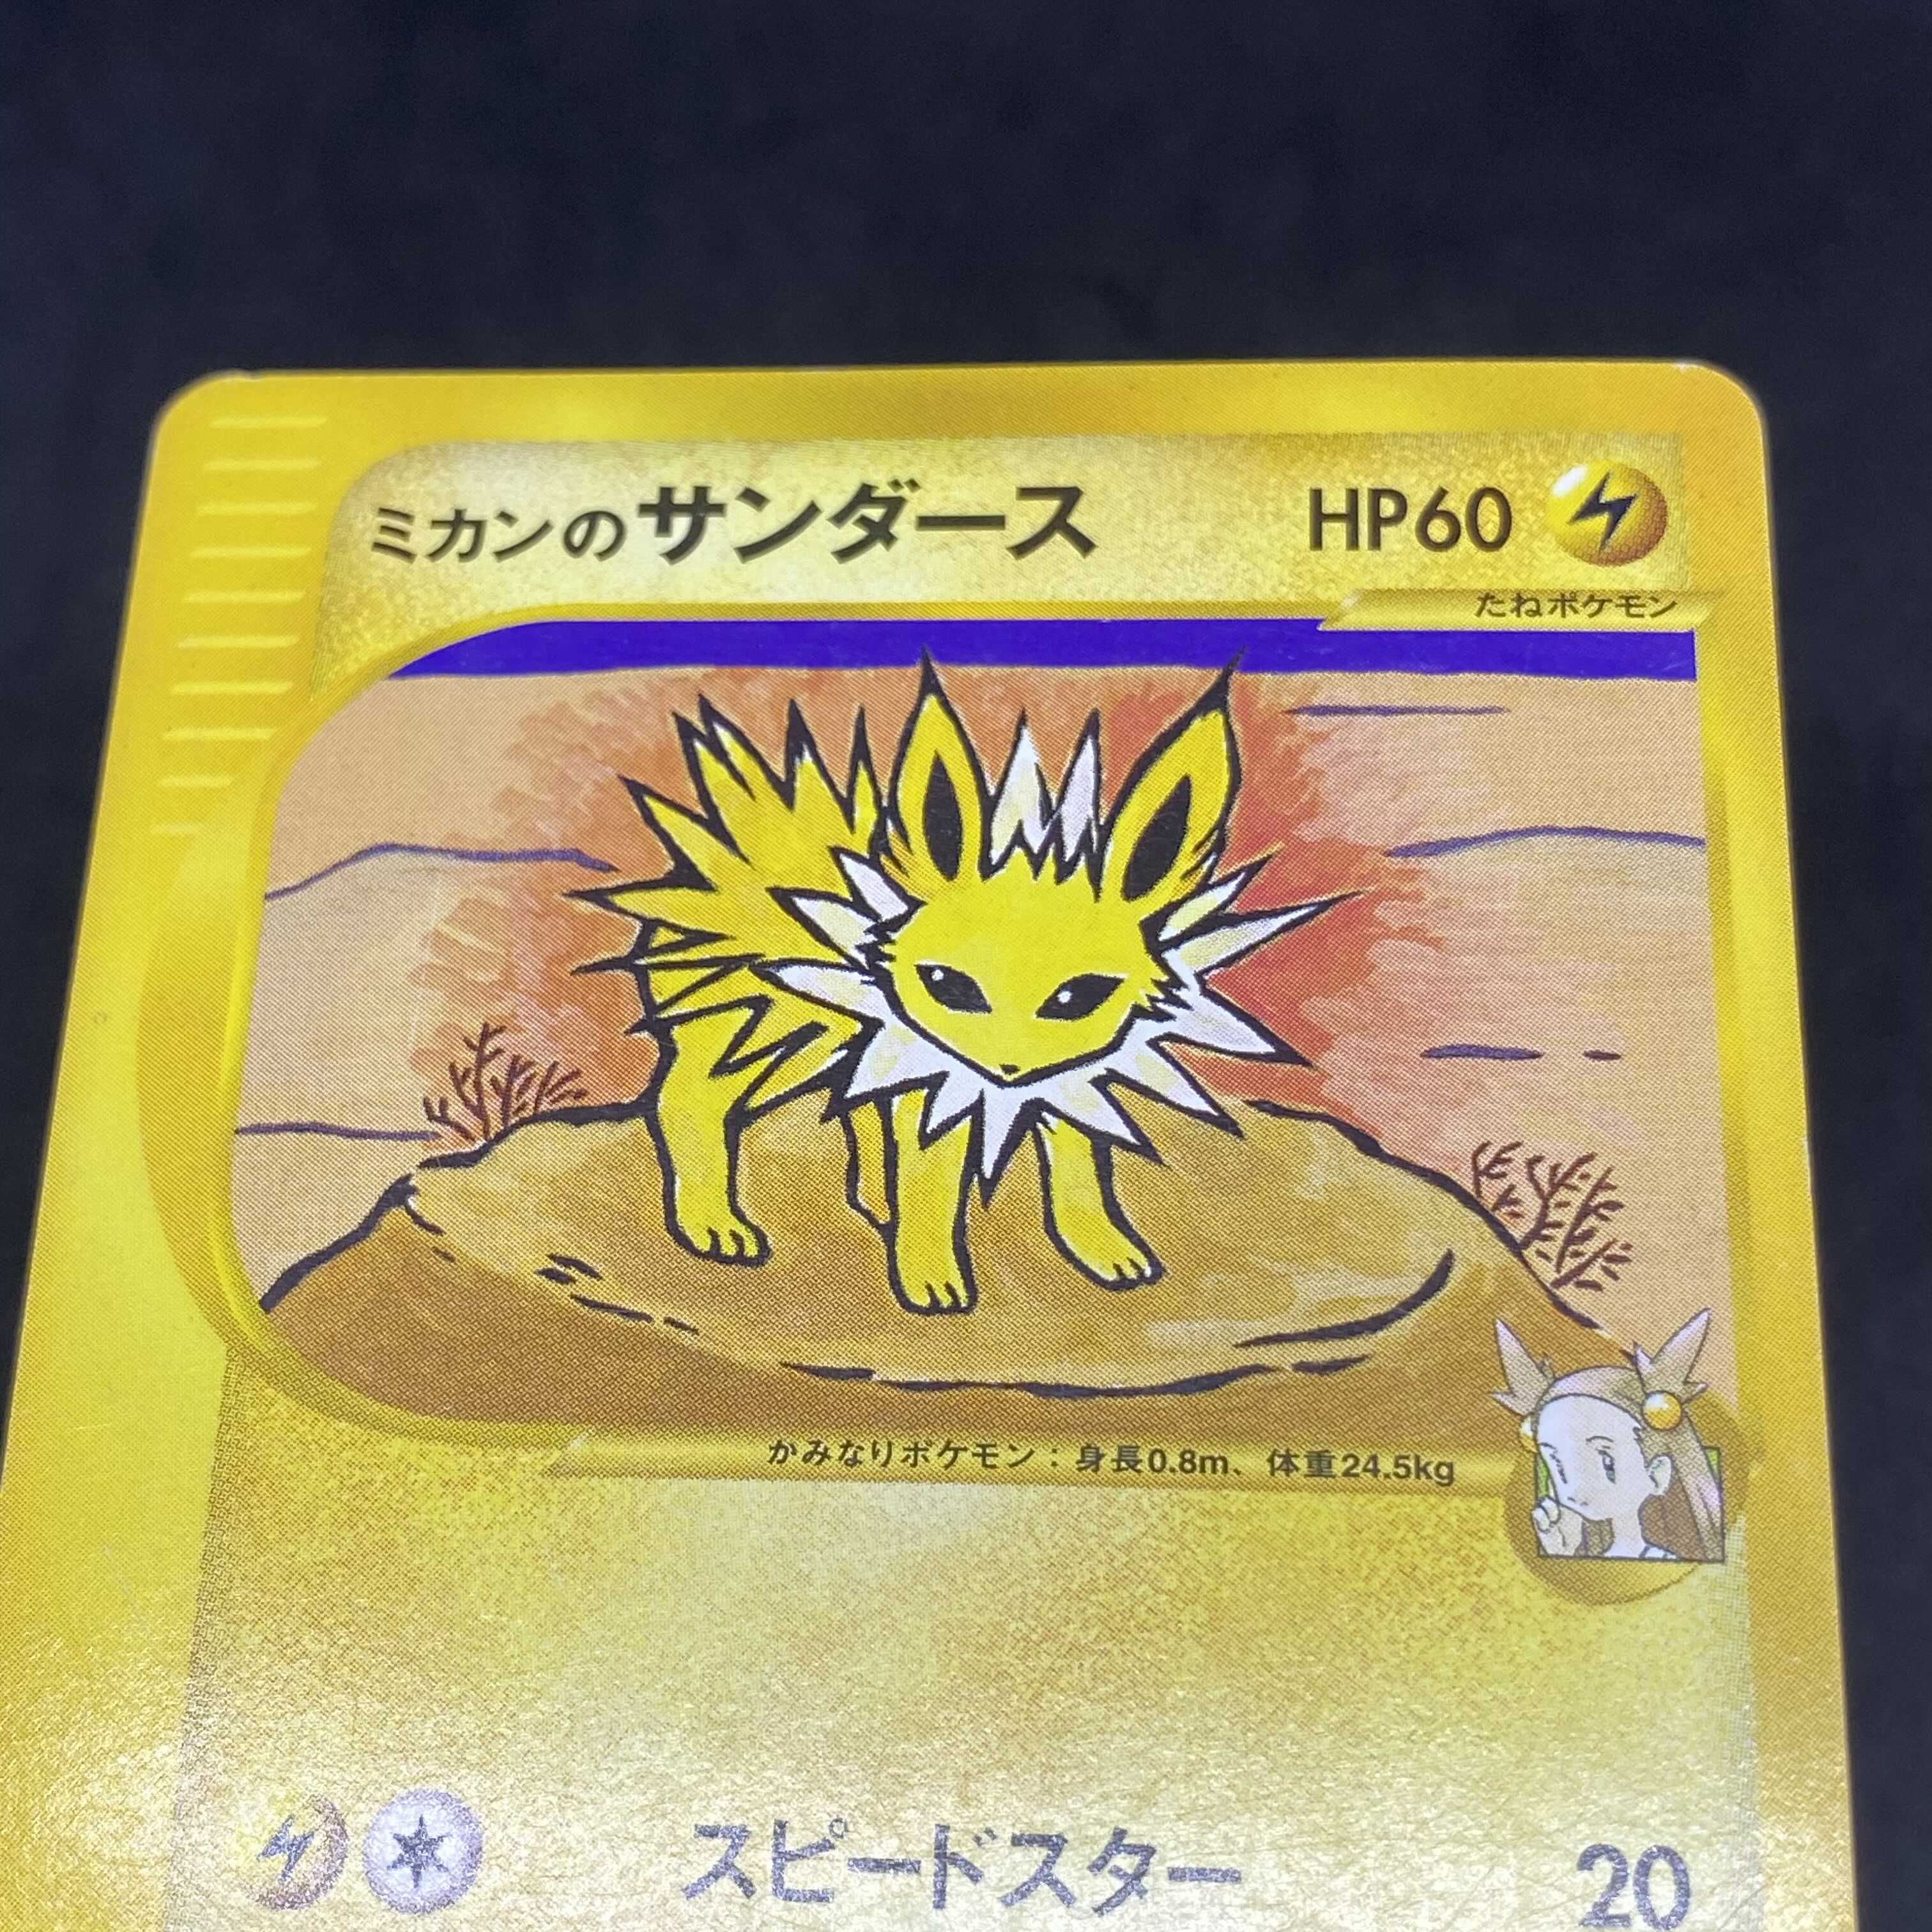 ミカンのサンダース HP60
たねポケモン
かみなりポケモン：身長0.8m、体重24.5kg
スピードスター 20